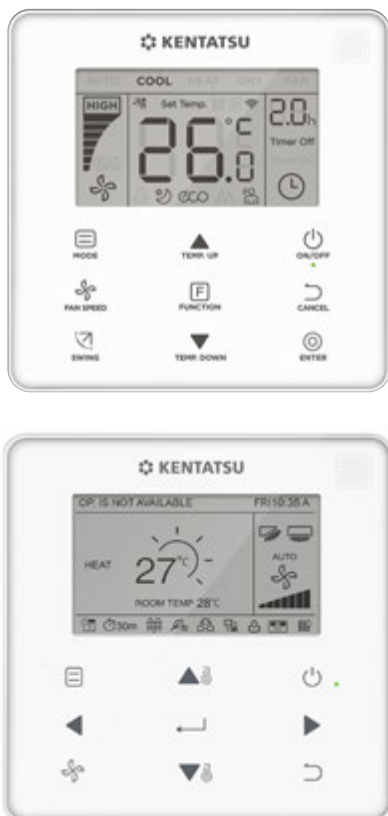 KENTATSU
AUTO COOL HEAT DRY FAN
HIGH Set Temp. 2.0h
26.0°C
Timer Off
eco
MODE TEMP. UP ON/OFF
FAN SPEED F FUNCTION CANCEL
SWING TEMP. DOWN ENTER
KENTATSU
OP. IS NOT AVAILABLE FRI10:35 A
HEAT 27°C AUTO
ROOM TEMP 28°C
30m